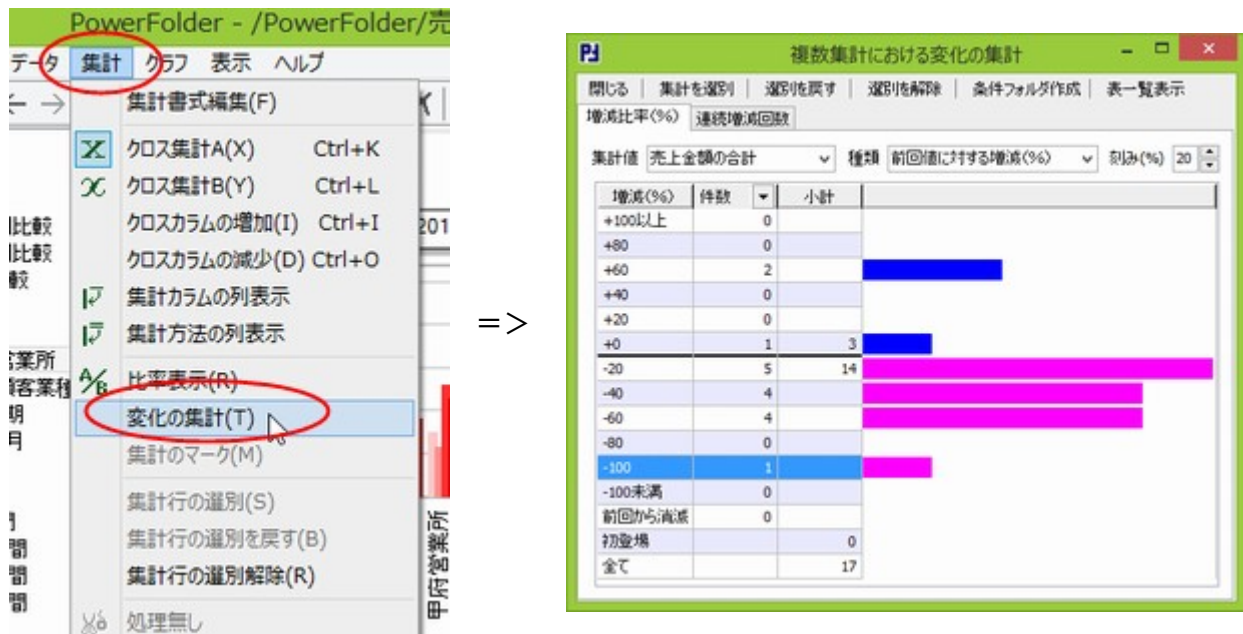 PowerFolder - /PowerFolder/売
データ 集計 グラフ 表示 ヘルプ
集計書式編集(F)
クロス集計A(X) Ctrl+K
クロス集計B(Y) Ctrl+L
クロスカラムの増加(I) Ctrl+I
クロスカラムの減少(D) Ctrl+O
集計カラムの列表示
集計方法の列表示
比率表示(R)
変化の集計(T)
集計のマーク(M)
集計行の選別(S)
集計行の選別を戻す(B)
集計行の選別解除(R)
処理無し
比較
比較
較
営業所
顧客業種
期
月
間
間
間
201
甲府営業所
=>
複数集計における変化の集計
閉じる | 集計を選別 | 選別を戻す | 選別を解除 | 条件フォルダ作成 | 表一覧表示
増減比率(%) 連続増減回数
集計値 売上金額の合計 種類 前回値に対する増減(%) 刻み(%) 20
増減(%) 件数 小計
+100以上 0
+80 0
+60 2
+40 0
+20 0
+0 1 3
-20 5 14
-40 4
-60 4
-80 0
-100 1
-100未満 0
前回から消滅 0
初登場 0
全て 17